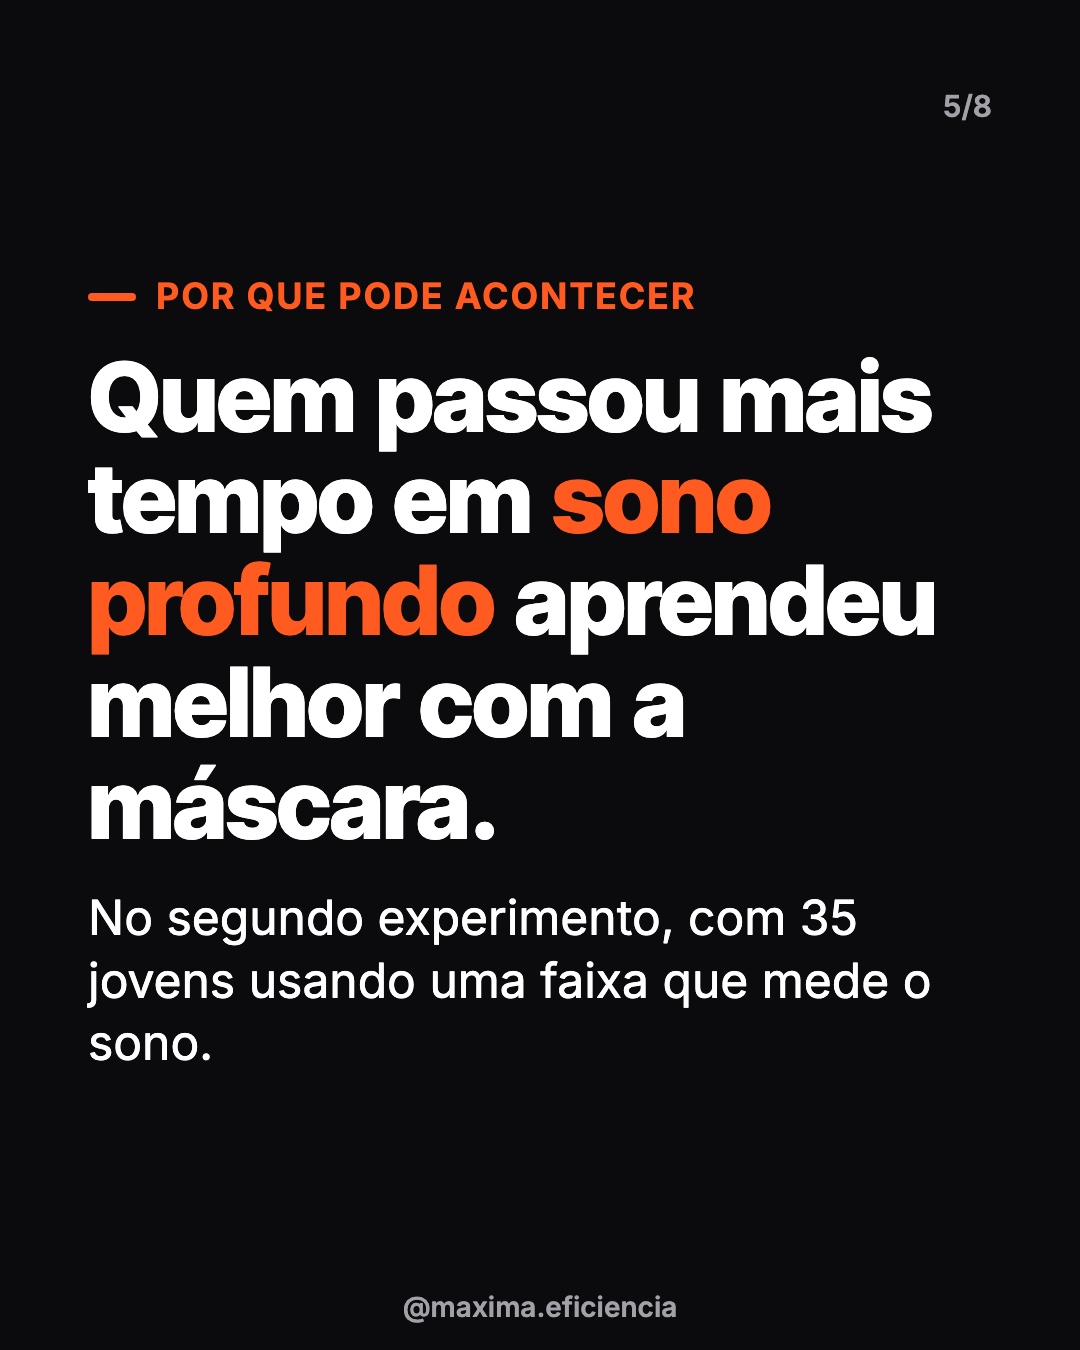 5/8
POR QUE PODE ACONTECER
Quem passou mais
tempo em sono
profundo aprendeu
melhor com a
máscara.
No segundo experimento, com 35
jovens usando uma faixa que mede o
sono.
@maxima.eficiencia